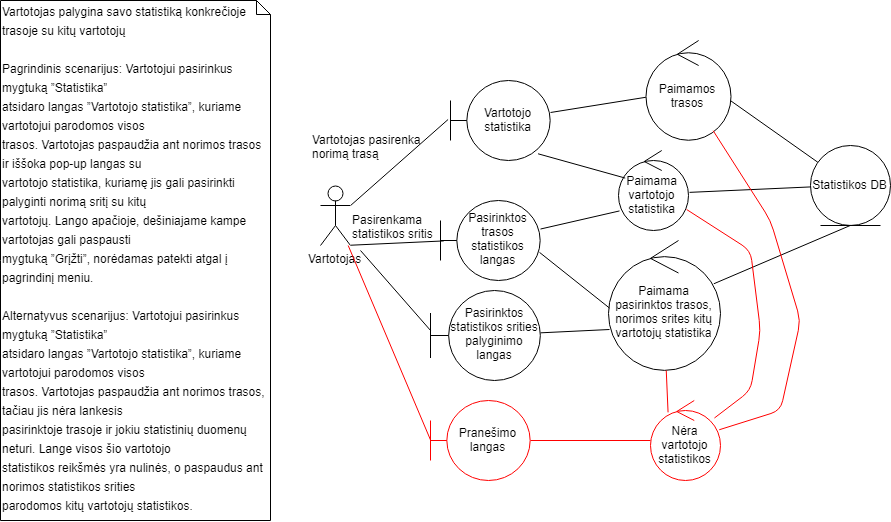 Vartotojas palygina savo statistiką konkrečioje
trasoje su kitų vartotojų
Pagrindinis scenarijus: Vartotojui pasirinkus
mygtuką ”Statistika”
atsidaro langas ”Vartotojo statistika”, kuriame
vartotojui parodomos visos
trasos. Vartotojas paspaudžia ant norimos trasos
ir iššoka pop-up langas su
vartotojo statistika, kuriamę jis gali pasirinkti
palyginti norimą sritį su kitų
vartotojų. Lango apačioje, dešiniajame kampe
vartotojas gali paspausti
mygtuką ”Grįžti”, norėdamas patekti atgal į
pagrindinį meniu.
Alternatyvus scenarijus: Vartotojui pasirinkus
mygtuką ”Statistika”
atsidaro langas ”Vartotojo statistika”, kuriame
vartotojui parodomos visos
trasos. Vartotojas paspaudžia ant norimos trasos,
tačiau jis nėra lankesis
pasirinktoje trasoje ir jokiu statistinių duomenų
neturi. Lange visos šio vartotojo
statistikos reikšmės yra nulinės, o paspaudus ant
norimos statistikos srities
parodomos kitų vartotojų statistikos.
Vartotojas pasirenka
norimą trasą
Pasirenkama
statistikos sritis
Vartotojas
Vartotojo
statistika
Pasirinktos
trasos
statistikos
langas
Pasirinktos
statistikos srities
palyginimo
langas
Pranešimo
langas
Paimamos
trasos
Paimama
vartotojo
statistika
Paimama
pasirinktos trasos,
norimos srites kitų
vartotojų statistika
Nėra
vartotojo
statistikos
Statistikos DB